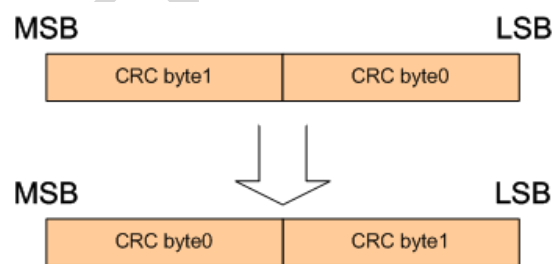 MSB LSB
CRC byte1 CRC byte0
MSB LSB
CRC byte0 CRC byte1